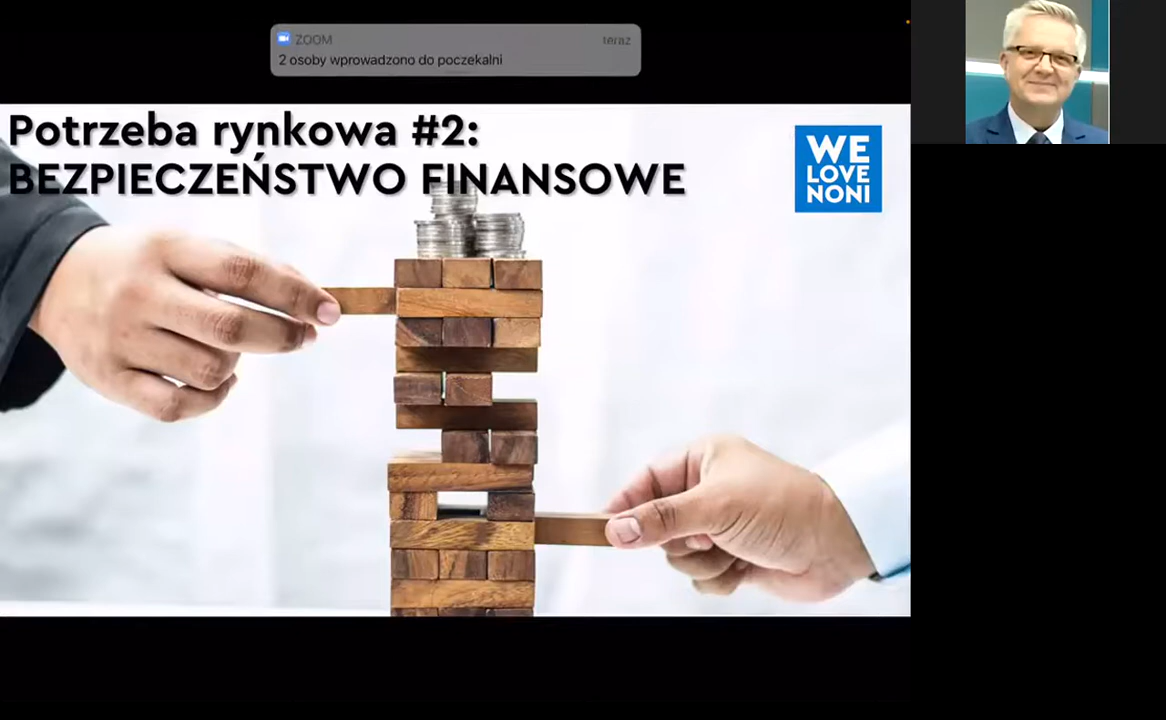 ZOOM
teraz
2 osoby wprowadzono do poczekalni
Potrzeba rynkowa #2:
BEZPIECZEŃSTWO FINANSOWE
WE
LOVE
NONI